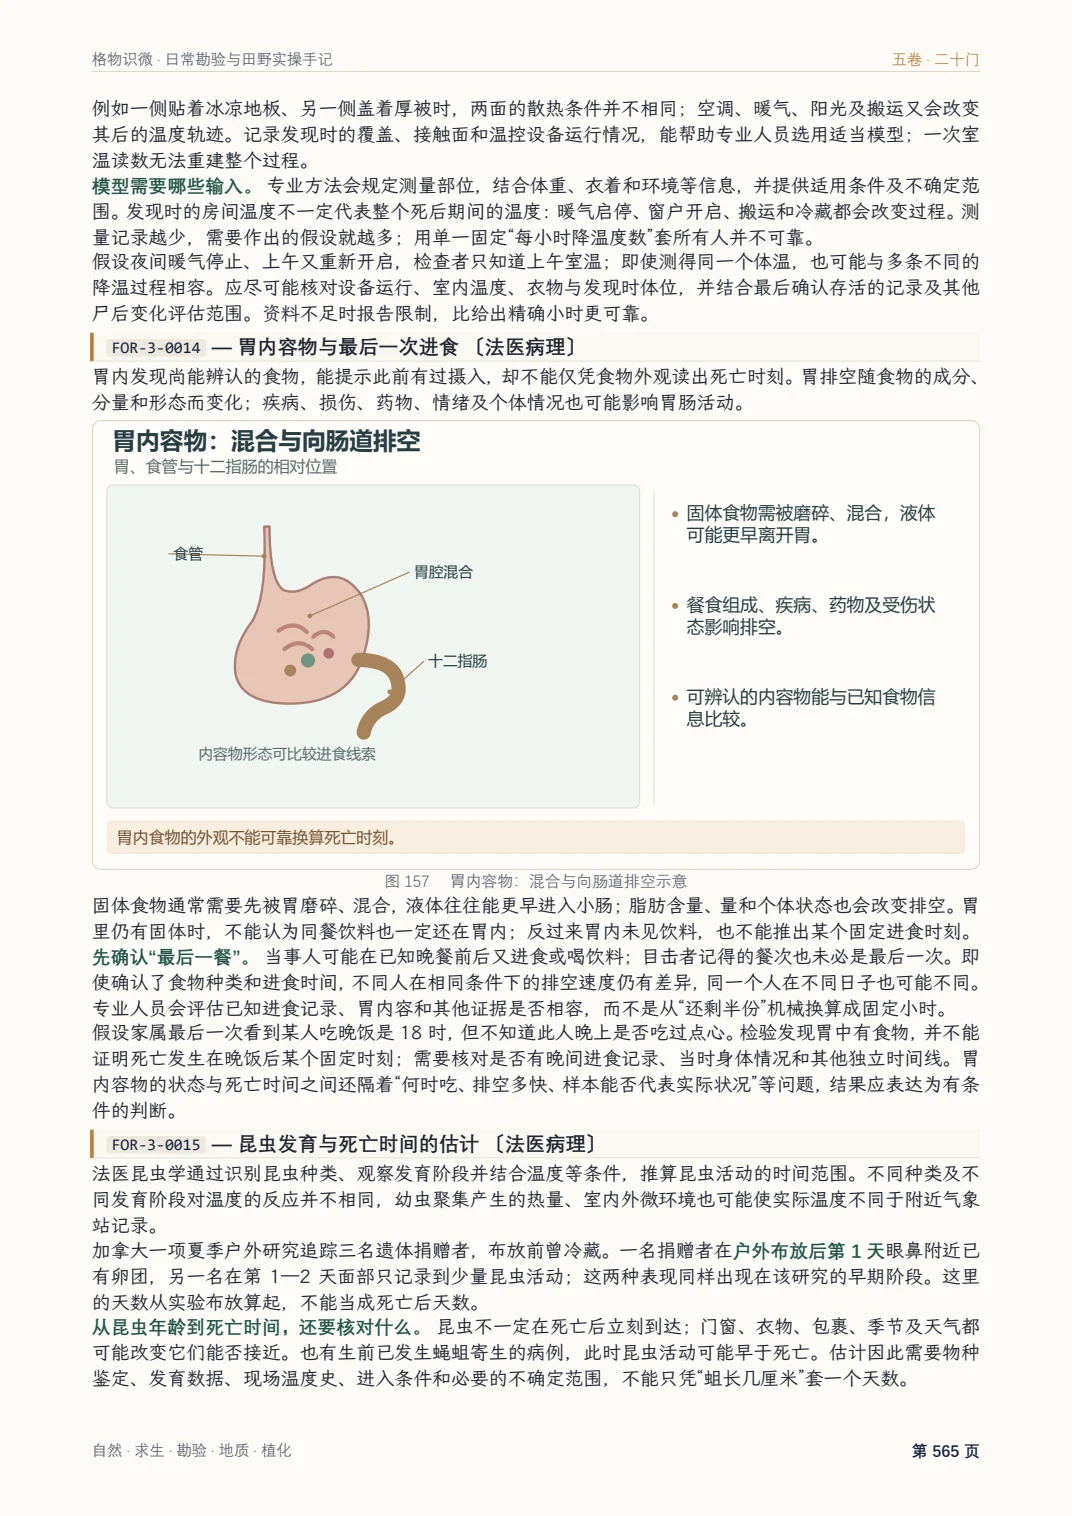 格物识微 · 日常勘验与田野实操手记
五卷 · 二十门
例如一侧贴着冰凉地板、另一侧盖着厚被时，两面的散热条件并不相同；空调、暖气、阳光及搬运又会改变
其后的温度轨迹。记录发现时的覆盖、接触面和温控设备运行情况，能帮助专业人员选用适当模型；一次室
温读数无法重建整个过程。
模型需要哪些输入。 专业方法会规定测量部位，结合体重、衣着和环境等信息，并提供适用条件及不确定范
围。发现时的房间温度不一定代表整个死后期间的温度：暖气启停、窗户开启、搬运和冷藏都会改变过程。测
量记录越少，需要作出的假设就越多；用单一固定“每小时降温度数”套所有人并不可靠。
假设夜间暖气停止、上午又重新开启，检查者只知道上午室温；即使测得同一个体温，也可能与多条不同的
降温过程相容。应尽可能核对设备运行、室内温度、衣物与发现时体位，并结合最后确认存活的记录及其他
尸后变化评估范围。资料不足时报告限制，比给出精确小时更可靠。
FOR-3-0014 — 胃内容物与最后一次进食 〔法医病理〕
胃内发现尚能辨认的食物，能提示此前有过摄入，却不能仅凭食物外观读出死亡时刻。胃排空随食物的成分、
分量和形态而变化；疾病、损伤、药物、情绪及个体情况也可能影响胃肠活动。
胃内容物：混合与向肠道排空
胃、食管与十二指肠的相对位置
食管
胃腔混合
十二指肠
内容物形态可比较进食线索
• 固体食物需被磨碎、混合，液体
可能更早离开胃。
• 餐食组成、疾病、药物及受伤状
态影响排空。
• 可辨认的内容物能与已知食物信
息比较。
胃内食物的外观不能可靠换算死亡时刻。
图 157 胃内容物：混合与向肠道排空示意
固体食物通常需要先被胃磨碎、混合，液体往往能更早进入小肠；脂肪含量、量和个体状态也会改变排空。胃
里仍有固体时，不能认为同餐饮料也一定还在胃内；反过来胃内未见饮料，也不能推出某个固定进食时刻。
先确认“最后一餐”。 当事人可能在已知晚餐前后又进食或喝饮料；目击者记得的餐次也未必是最后一次。即
使确认了食物种类和进食时间，不同人在相同条件下的排空速度仍有差异，同一个人在不同日子也可能不同。
专业人员会评估已知进食记录、胃内容和其他证据是否相容，而不是从“还剩半份”机械换算成固定小时。
假设家属最后一次看到某人吃晚饭是 18 时，但不知道此人晚上是否吃过点心。检验发现胃中有食物，并不能
证明死亡发生在晚饭后某个固定时刻；需要核对是否有晚间进食记录、当时身体情况和其他独立时间线。胃
内容物的状态与死亡时间之间还隔着“何时吃、排空多快、样本能否代表实际状况”等问题，结果应表达为有条
件的判断。
FOR-3-0015 — 昆虫发育与死亡时间的估计 〔法医病理〕
法医昆虫学通过识别昆虫种类、观察发育阶段并结合温度等条件，推算昆虫活动的时间范围。不同种类及不
同发育阶段对温度的反应并不相同，幼虫聚集产生的热量、室内外微环境也可能使实际温度不同于附近气象
站记录。
加拿大一项夏季户外研究追踪三名遗体捐赠者，布放前曾冷藏。一名捐赠者在户外布放后第 1 天眼鼻附近已
有卵团，另一名在第 1—2 天面部只记录到少量昆虫活动；这两种表现同样出现在该研究的早期阶段。这里
的天数从实验布放算起，不能当成死亡后天数。
从昆虫年龄到死亡时间，还要核对什么。 昆虫不一定在死亡后立刻到达；门窗、衣物、包裹、季节及天气都
可能改变它们能否接近。也有生前已发生蝇蛆寄生的病例，此时昆虫活动可能早于死亡。估计因此需要物种
鉴定、发育数据、现场温度史、进入条件和必要的不确定范围，不能只凭“蛆长几厘米”套一个天数。
自然 · 求生 · 勘验 · 地质 · 植化
第 565 页